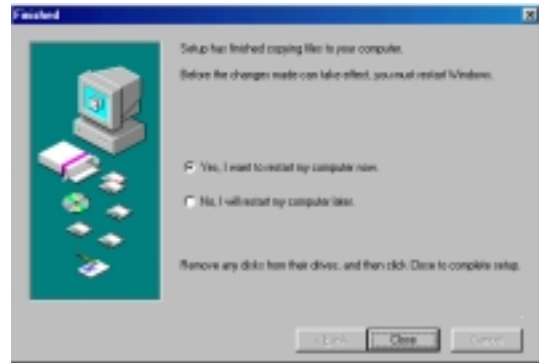 Finished
Setup has finished copying files to your computer.
Before the changes made can take effect, you must restart Windows.
Yes, I want to restart my computer now.
No, I will restart my computer later.
Remove any disks from their drives, and then click Close to complete setup.
< Back Close Cancel